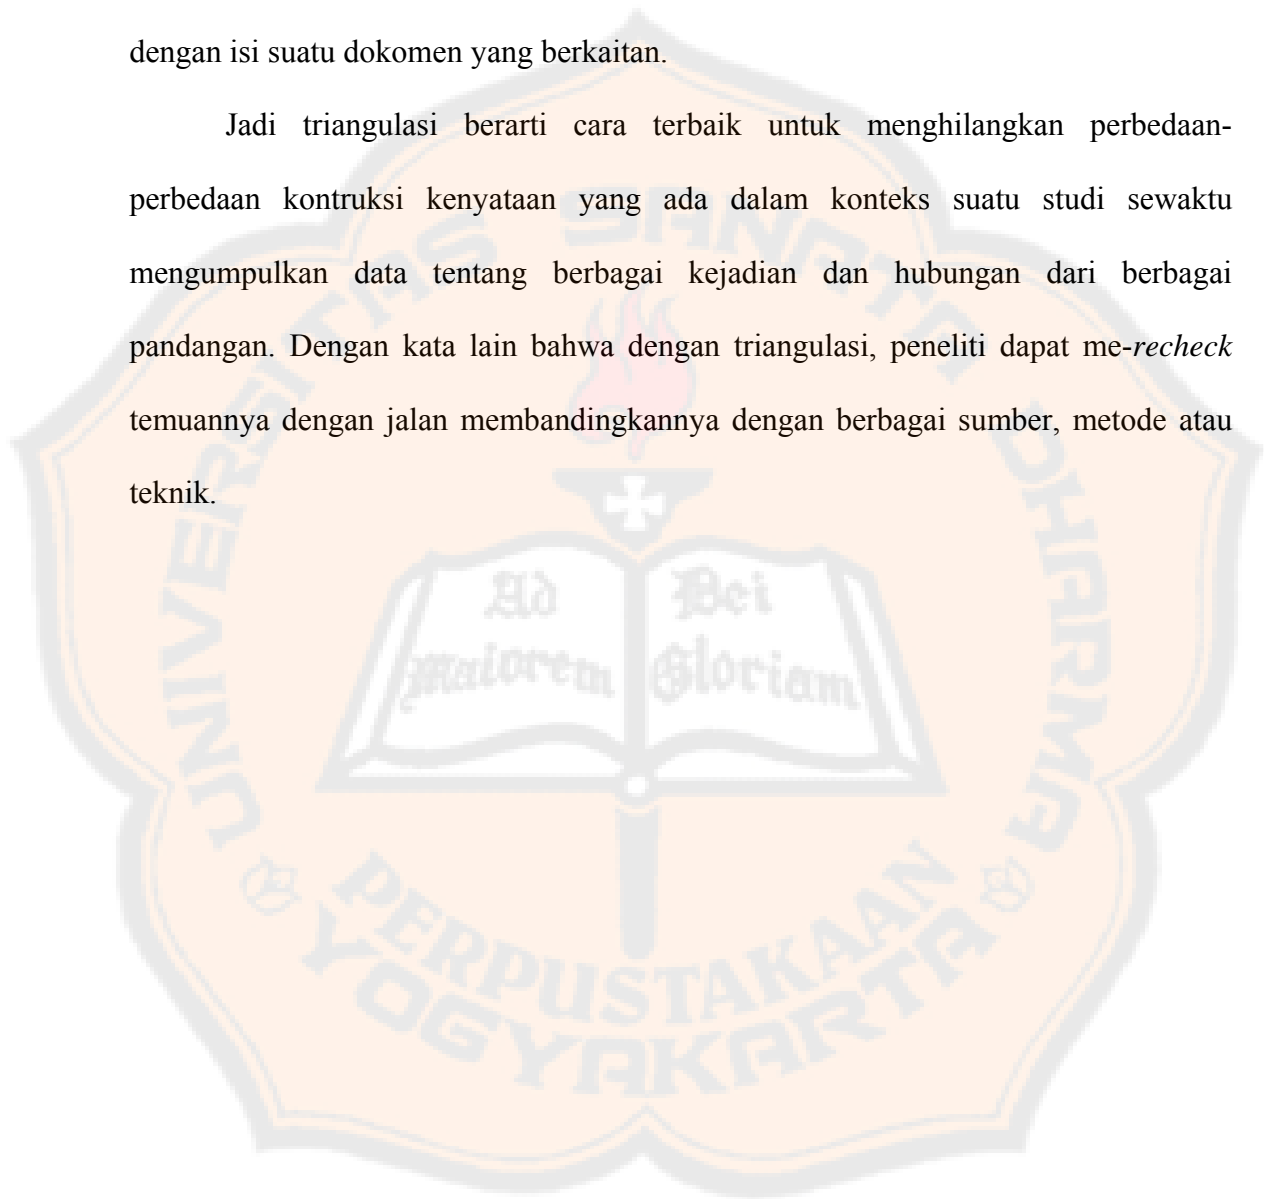 dengan isi suatu dokomen yang berkaitan.
Jadi triangulasi berarti cara terbaik untuk menghilangkan perbedaan-
perbedaan kontruksi kenyataan yang ada dalam konteks suatu studi sewaktu
mengumpulkan data tentang berbagai kejadian dan hubungan dari berbagai
pandangan. Dengan kata lain bahwa dengan triangulasi, peneliti dapat me-recheck
temuannya dengan jalan membandingkannya dengan berbagai sumber, metode atau
teknik.
UNIVERSITAS SANATA DHARMA
Ad Dei
Maiorem Gloriam
PERPUSTAKAAN
YOGYAKARTA